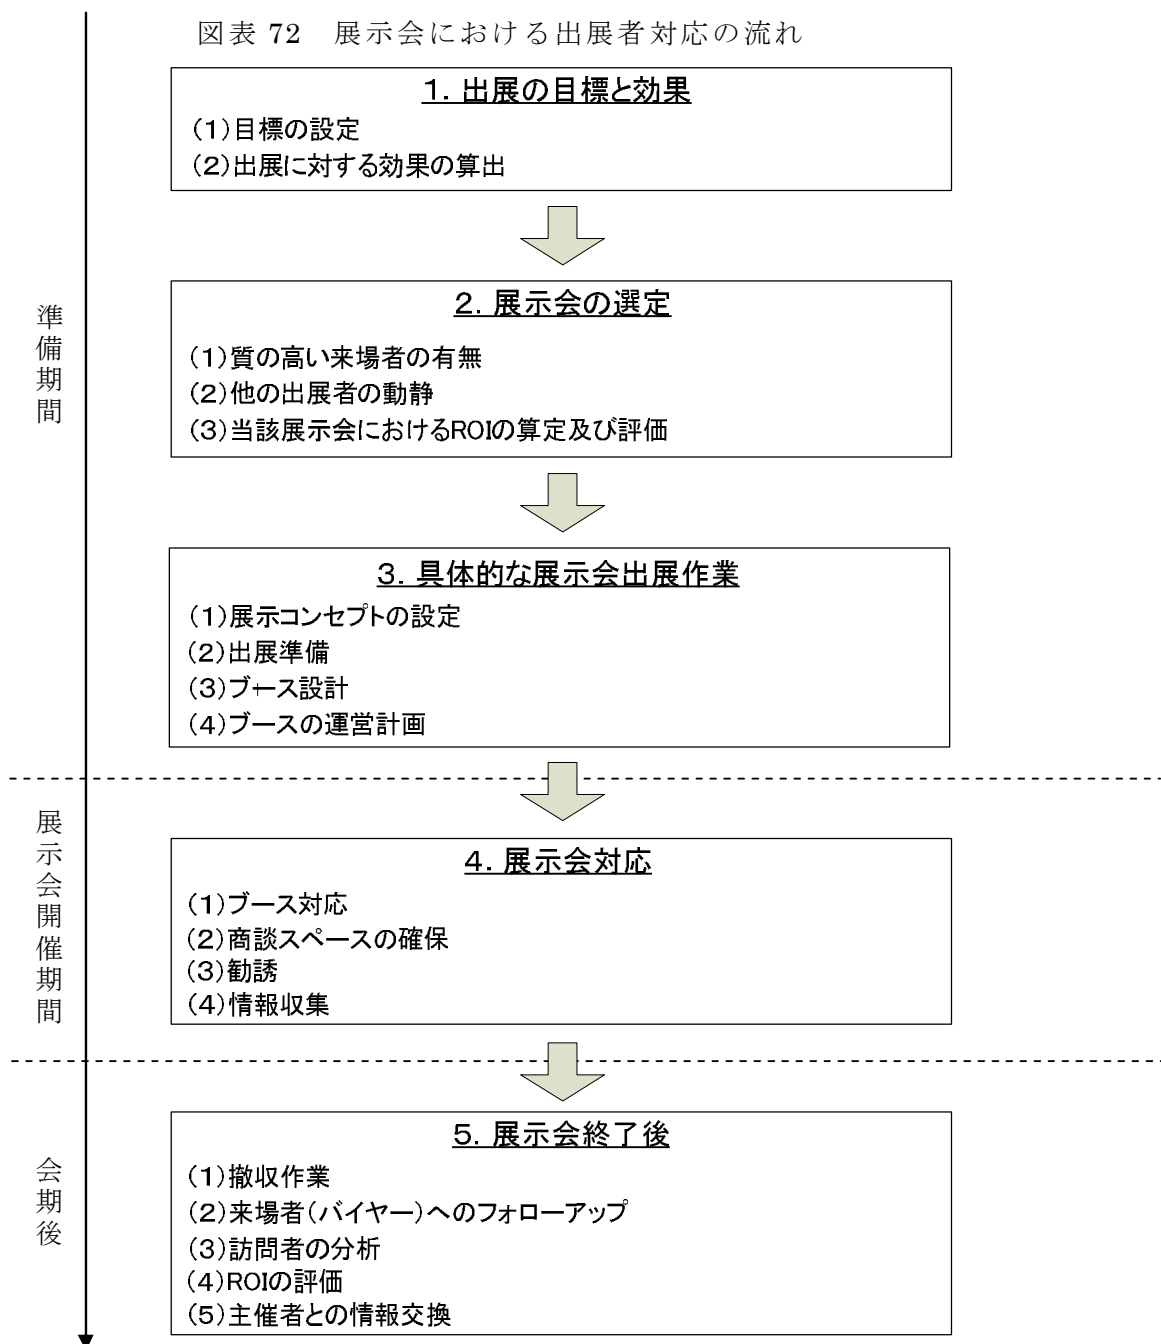 図表 72 展示会における出展者対応の流れ
準備期間
1. 出展の目標と効果
(1)目標の設定
(2)出展に対する効果の算出
2. 展示会の選定
(1)質の高い来場者の有無
(2)他の出展者の動静
(3)当該展示会におけるROIの算定及び評価
3. 具体的な展示会出展作業
(1)展示コンセプトの設定
(2)出展準備
(3)ブース設計
(4)ブースの運営計画
展示会開催期間
4. 展示会対応
(1)ブース対応
(2)商談スペースの確保
(3)勧誘
(4)情報収集
会期後
5. 展示会終了後
(1)撤収作業
(2)来場者(バイヤー)へのフォローアップ
(3)訪問者の分析
(4)ROIの評価
(5)主催者との情報交換